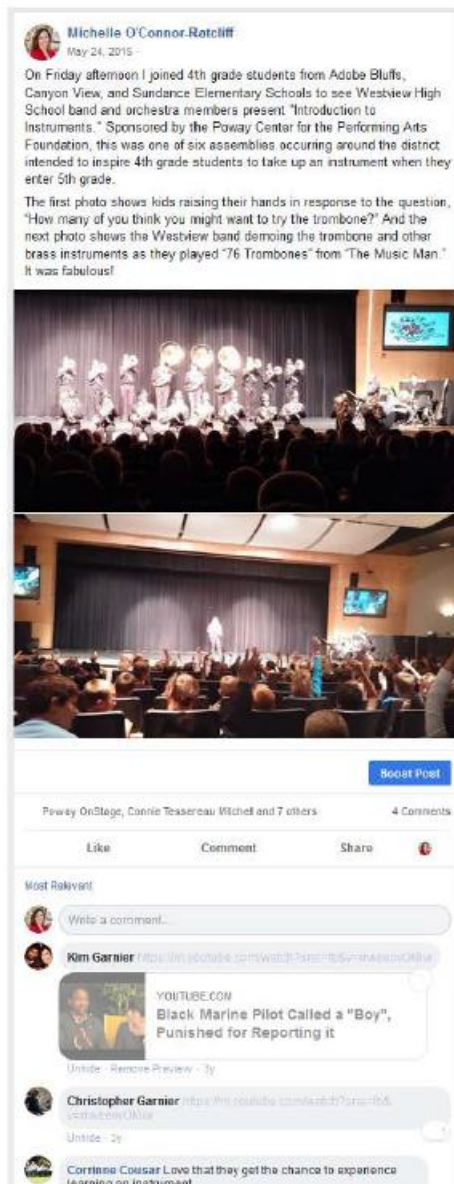 Michelle O'Connor-Ratcliff
May 24, 2015 ·
On Friday afternoon I joined 4th grade students from Adobe Bluffs,
Canyon View, and Sundance Elementary Schools to see Westview High
School band and orchestra members present "Introduction to
Instruments." Sponsored by the Poway Center for the Performing Arts
Foundation, this was one of six assemblies occurring around the district
intended to inspire 4th grade students to take up an instrument when they
enter 5th grade.
The first photo shows kids raising their hands in response to the question,
"How many of you think you might want to try the trombone?" And the
next photo shows the Westview band demoing the trombone and other
brass instruments as they played "76 Trombones" from "The Music Man."
It was fabulous!
Boost Post
Poway OnStage, Connie Tessereau Mitchell and 7 others 4 Comments
Like Comment Share
Most Relevant
Write a comment...
Kim Garnier
YOUTUBE.COM
Black Marine Pilot Called a "Boy",
Punished for Reporting it
Unhide · Remove Preview · 3y
Christopher Garnier
Unhide · 3y
Corrinne Cousar Love that they get the chance to experience
learning an instrument